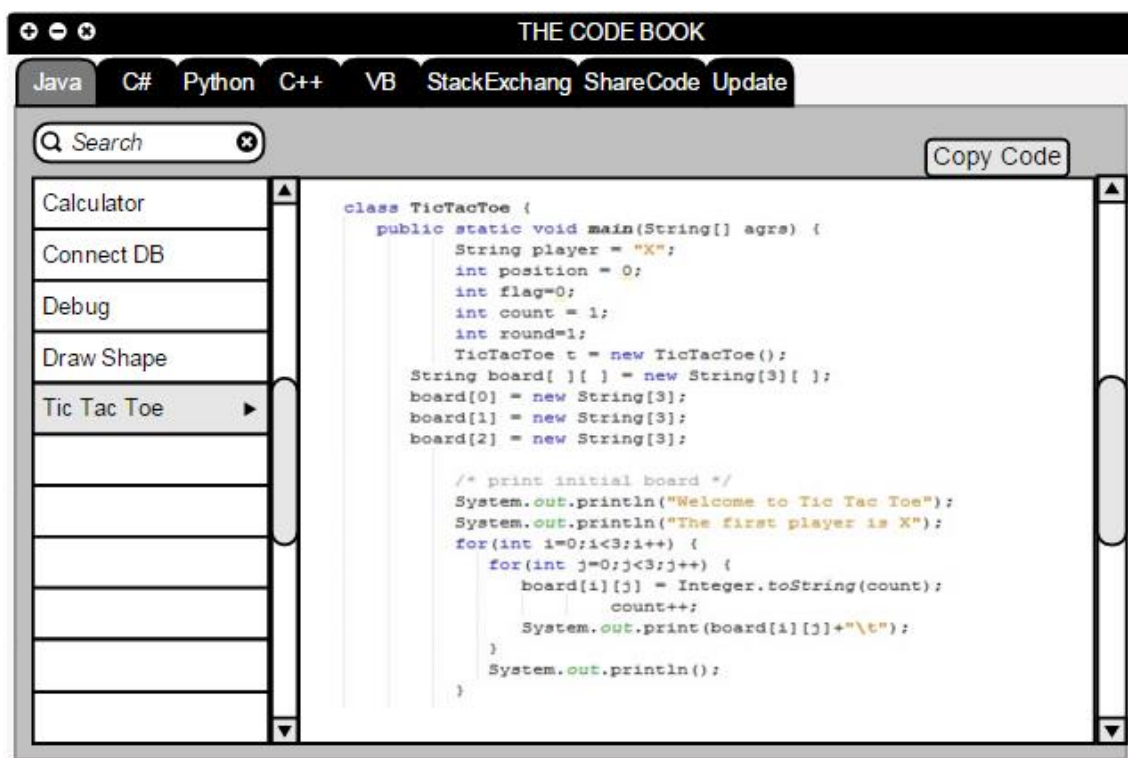 THE CODE BOOK
Java C# Python C++ VB StackExchang ShareCode Update
Search
Copy Code
Calculator
Connect DB
Debug
Draw Shape
Tic Tac Toe
class TicTacToe {
public static void main(String[] agrs) {
String player = "X";
int position = 0;
int flag=0;
int count = 1;
int round=1;
TicTacToe t = new TicTacToe();
String board[ ][ ] = new String[3][ ];
board[0] = new String[3];
board[1] = new String[3];
board[2] = new String[3];
/* print initial board */
System.out.println("Welcome to Tic Tac Toe");
System.out.println("The first player is X");
for(int i=0;i<3;i++) {
for(int j=0;j<3;j++) {
board[i][j] = Integer.toString(count);
count++;
System.out.print(board[i][j]+"\t");
}
System.out.println();
}